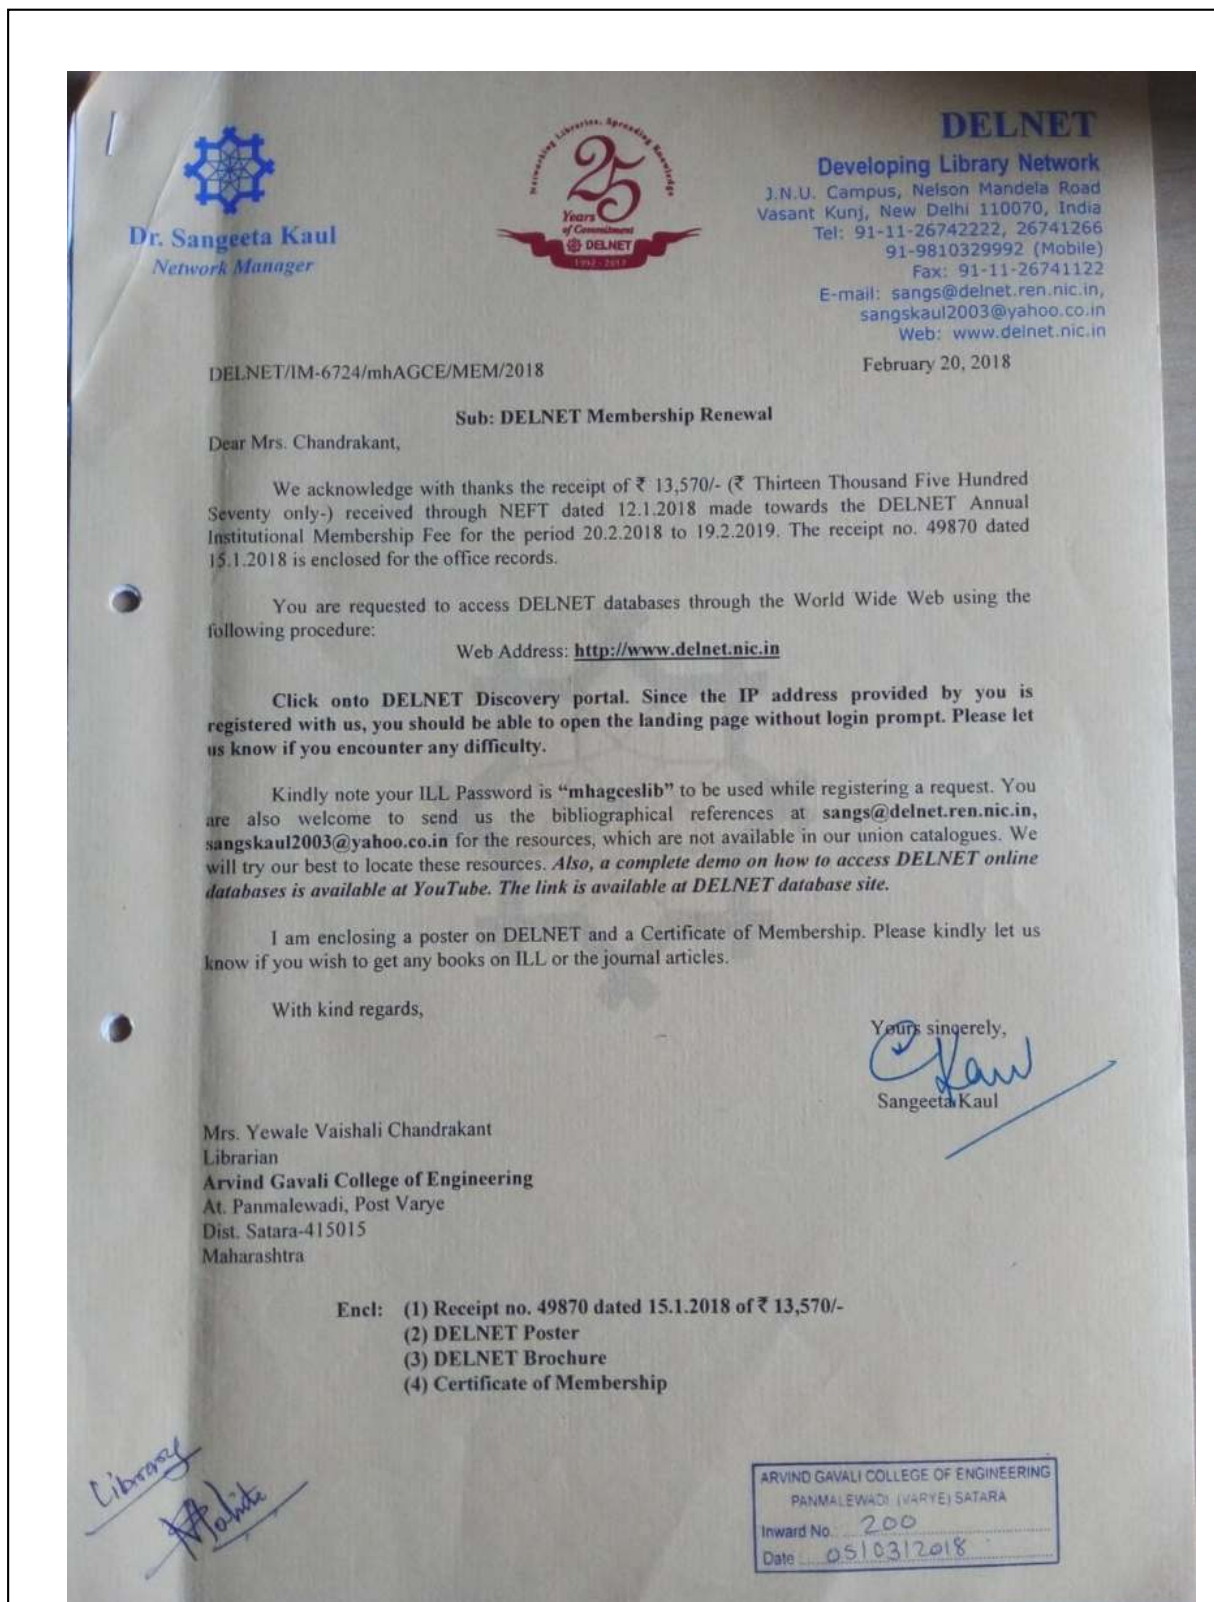 Dr. Sangeeta Kaul
Network Manager
Networking Libraries, Spreading Knowledge
25
Years
of Commitment
DELNET
1992 - 2017
DELNET
Developing Library Network
J.N.U. Campus, Nelson Mandela Road
Vasant Kunj, New Delhi 110070, India
Tel: 91-11-26742222, 26741266
91-9810329992 (Mobile)
Fax: 91-11-26741122
E-mail: sangs@delnet.ren.nic.in,
sangskaul2003@yahoo.co.in
Web: www.delnet.nic.in
DELNET/IM-6724/mhAGCE/MEM/2018
February 20, 2018
Sub: DELNET Membership Renewal
Dear Mrs. Chandrakant,
We acknowledge with thanks the receipt of ₹ 13,570/- (₹ Thirteen Thousand Five Hundred
Seventy only-) received through NEFT dated 12.1.2018 made towards the DELNET Annual
Institutional Membership Fee for the period 20.2.2018 to 19.2.2019. The receipt no. 49870 dated
15.1.2018 is enclosed for the office records.
You are requested to access DELNET databases through the World Wide Web using the
following procedure:
Web Address: http://www.delnet.nic.in
Click onto DELNET Discovery portal. Since the IP address provided by you is
registered with us, you should be able to open the landing page without login prompt. Please let
us know if you encounter any difficulty.
Kindly note your ILL Password is “mhagceslib” to be used while registering a request. You
are also welcome to send us the bibliographical references at sangs@delnet.ren.nic.in,
sangskaul2003@yahoo.co.in for the resources, which are not available in our union catalogues. We
will try our best to locate these resources. Also, a complete demo on how to access DELNET online
databases is available at YouTube. The link is available at DELNET database site.
I am enclosing a poster on DELNET and a Certificate of Membership. Please kindly let us
know if you wish to get any books on ILL or the journal articles.
With kind regards,
Yours sincerely,
Kaul
Sangeeta Kaul
Mrs. Yewale Vaishali Chandrakant
Librarian
Arvind Gavali College of Engineering
At. Panmalewadi, Post Varye
Dist. Satara-415015
Maharashtra
Encl: (1) Receipt no. 49870 dated 15.1.2018 of ₹ 13,570/-
(2) DELNET Poster
(3) DELNET Brochure
(4) Certificate of Membership
Library
ARVIND GAVALI COLLEGE OF ENGINEERING
PANMALEWADI (VARYE) SATARA
Inward No. 200
Date 05/03/2018